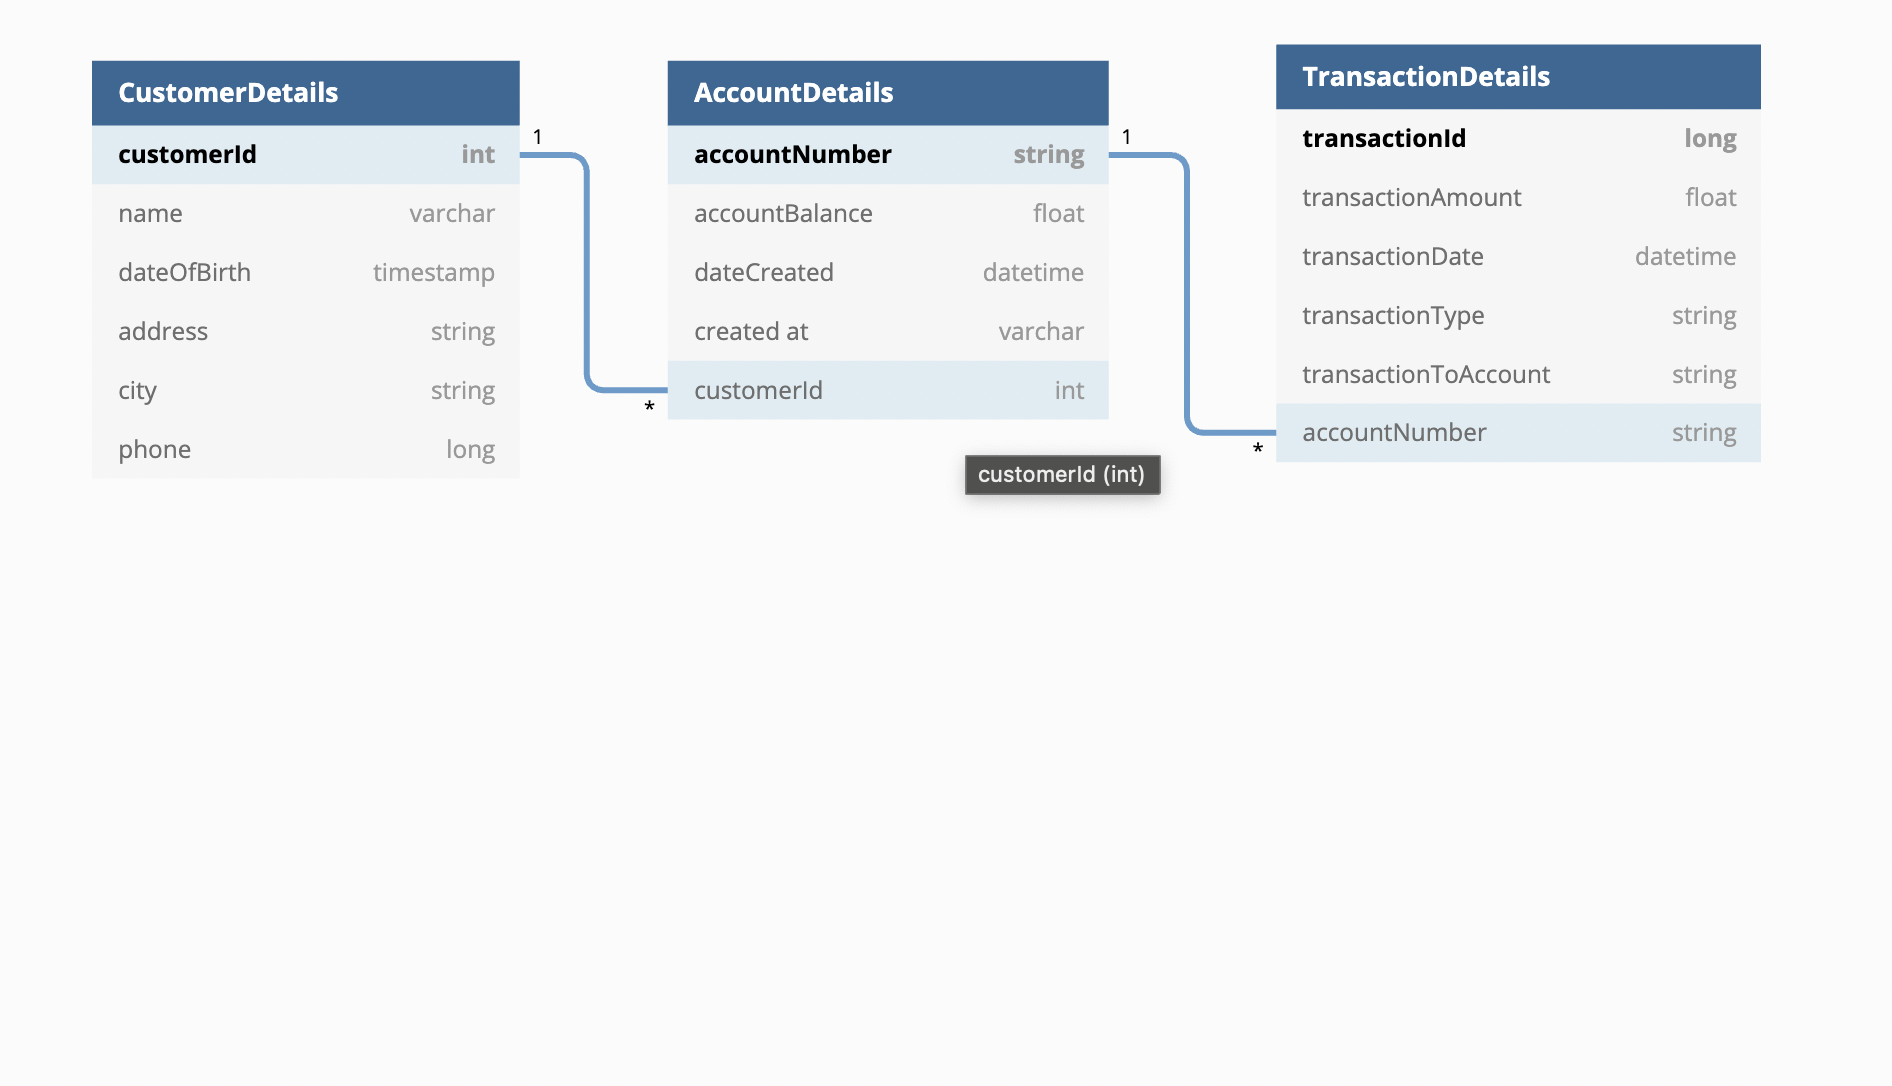 CustomerDetails
customerId int
name varchar
dateOfBirth timestamp
address string
city string
phone long
1
*
AccountDetails
accountNumber string
accountBalance float
dateCreated datetime
created at varchar
customerId int
customerId (int)
1
*
TransactionDetails
transactionId long
transactionAmount float
transactionDate datetime
transactionType string
transactionToAccount string
accountNumber string